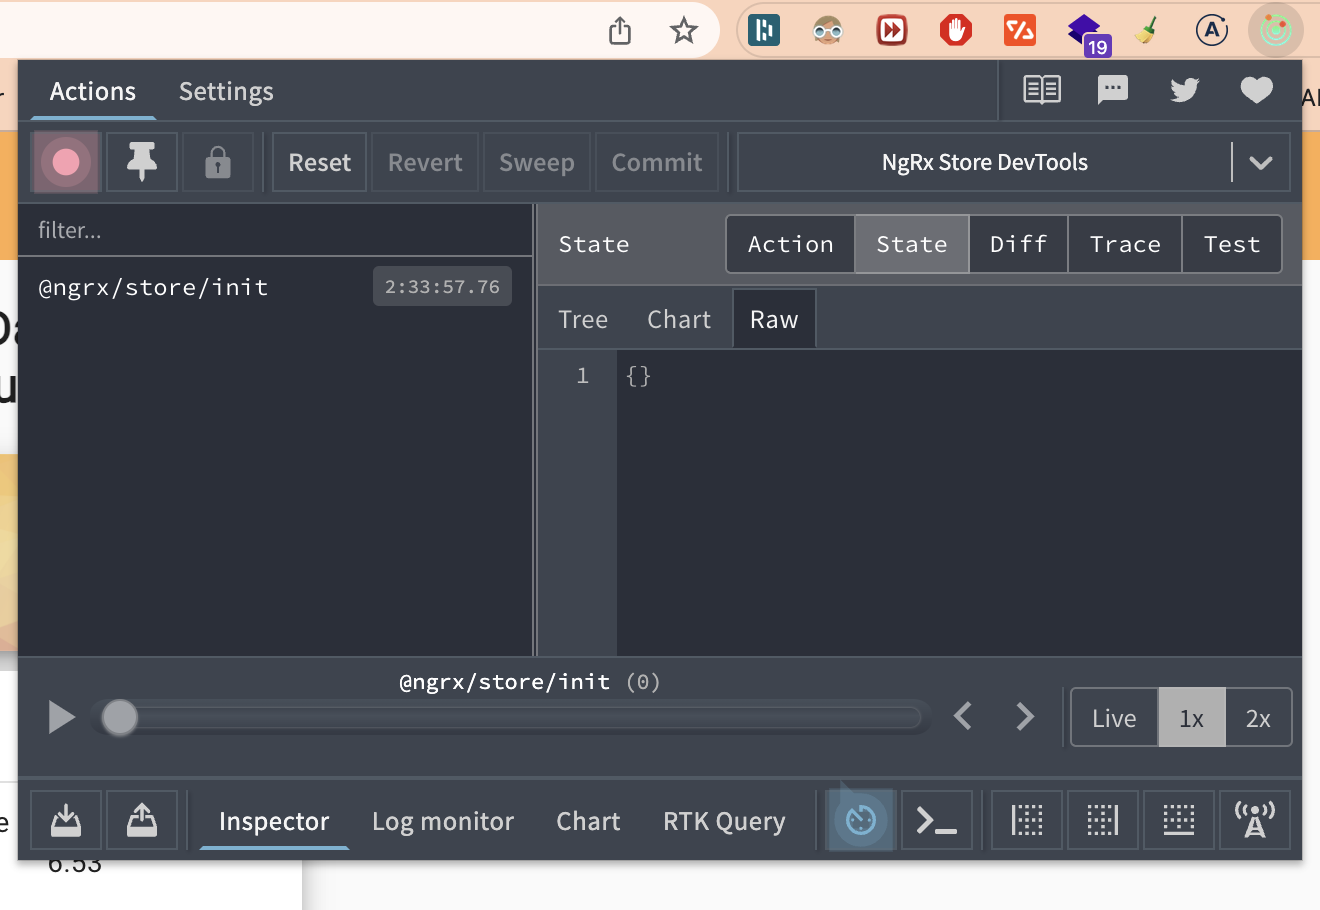 19
Actions Settings
Reset Revert Sweep Commit NgRx Store DevTools
filter...
@ngrx/store/init 2:33:57.76
State Action State Diff Trace Test
Tree Chart Raw
1 {}
@ngrx/store/init (0)
Live 1x 2x
Inspector Log monitor Chart RTK Query
6.53